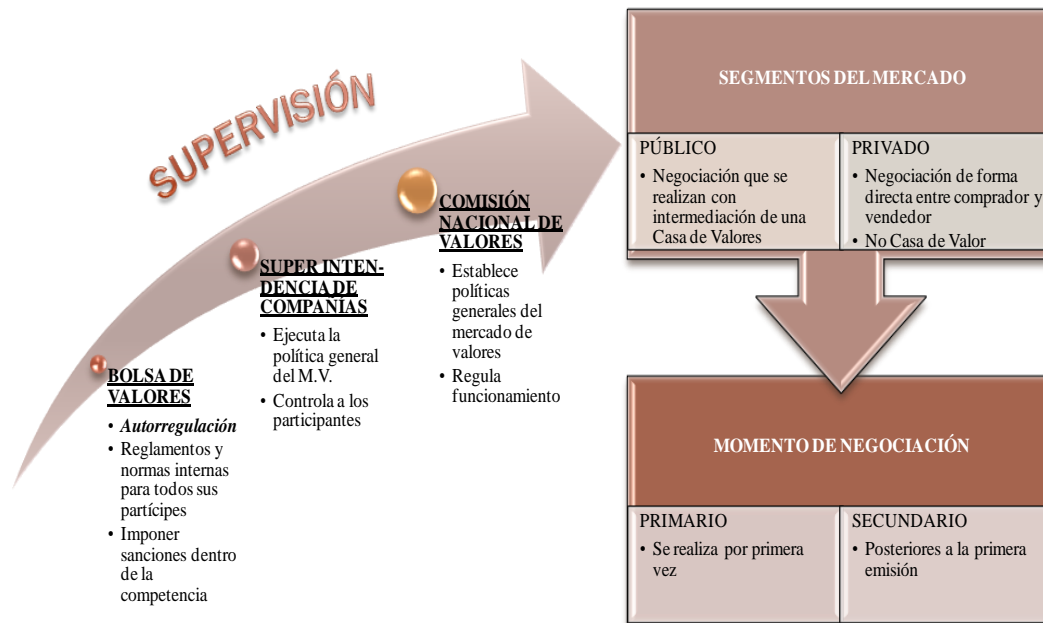 SUPERVISIÓN
BOLSA DE
VALORES
• Autorregulación
• Reglamentos y
normas internas
para todos sus
partícipes
• Imponer
sanciones dentro
de la
competencia
SUPER INTEN-
DENCIA DE
COMPAÑÍAS
• Ejecuta la
política general
del M.V.
• Controla a los
participantes
COMISIÓN
NACIONAL DE
VALORES
• Establece
políticas
generales del
mercado de
valores
• Regula
funcionamiento
SEGMENTOS DEL MERCADO
PÚBLICO
• Negociación que se
realizan con
intermediación de una
Casa de Valores
PRIVADO
• Negociación de forma
directa entre comprador y
vendedor
• No Casa de Valor
MOMENTO DE NEGOCIACIÓN
PRIMARIO
• Se realiza por primera
vez
SECUNDARIO
• Posteriores a la primera
emisión